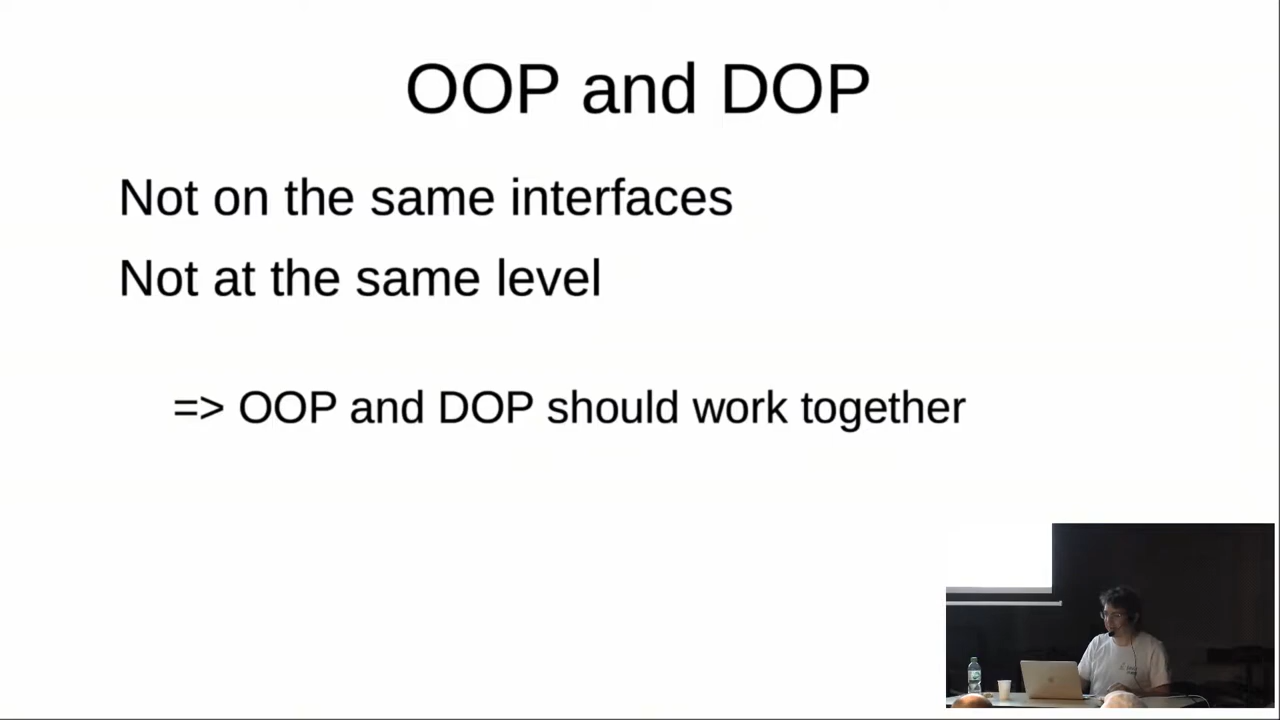 OOP and DOP
Not on the same interfaces
Not at the same level
=> OOP and DOP should work together